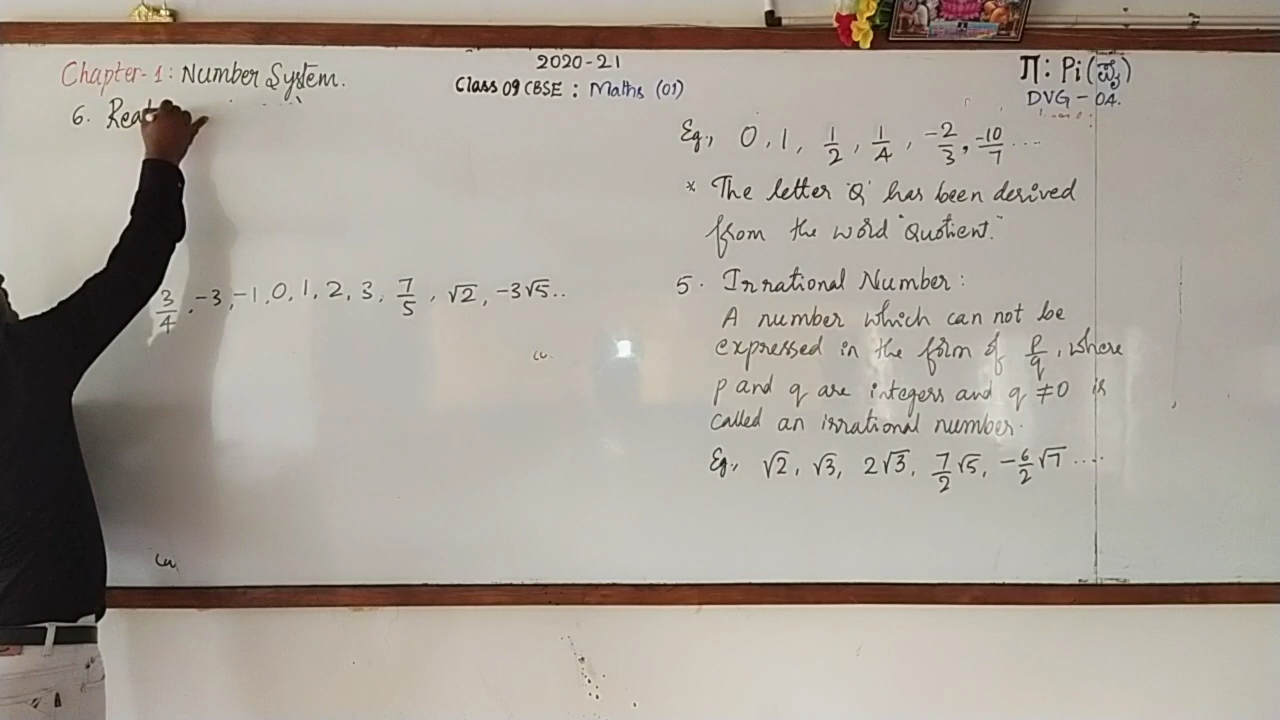 2020-21
Chapter-1: Number System.
Class 09 CBSE : Maths (01)
Π: Pi (ಪೈ)
DVG - 04.
6. Rea
3/4, -3, -1, 0, 1, 2, 3, 7/5, √2, -3√5..
Eg., 0, 1, 1/2, 1/4, -2/3, -10/7 ....
* The letter 'Q' has been derived
from the word "Quotient."
5. Irrational Number:
A number which can not be
expressed in the form of p/q, where
p and q are integers and q ≠ 0 is
called an irrational number.
Eg., √2, √3, 2√3, 7/2 √5, -6/2 √7 ....